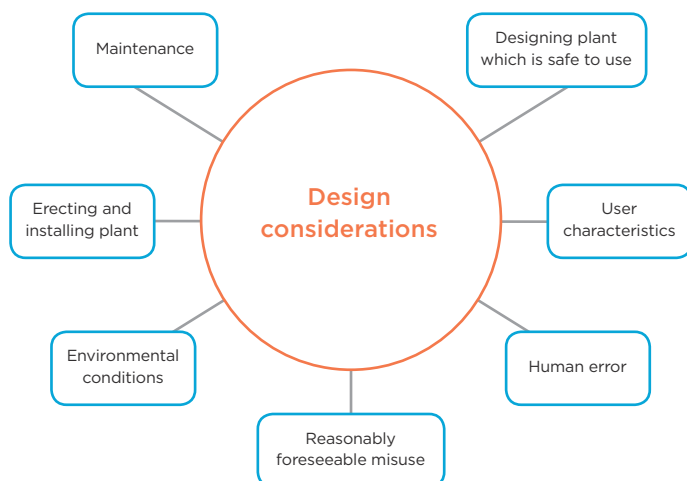 Maintenance
Designing plant
which is safe to use
Design
considerations
Erecting and
installing plant
User
characteristics
Environmental
conditions
Human error
Reasonably
foreseeable misuse